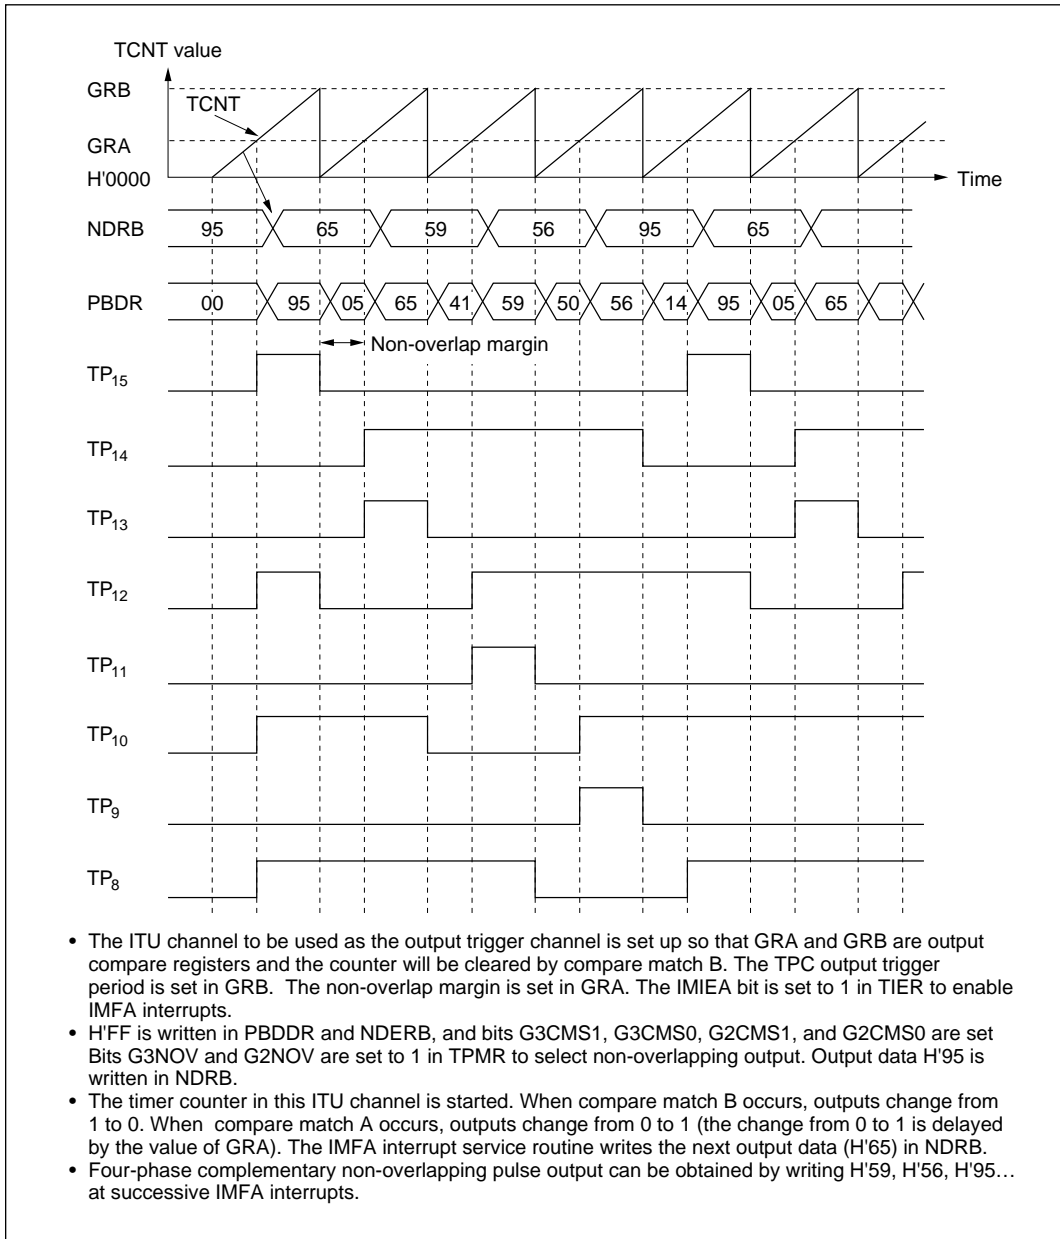 TCNT value
GRB
TCNT
GRA
H'0000
Time
NDRB 95 65 59 56 95 65
PBDR 00 95 05 65 41 59 50 56 14 95 05 65
Non-overlap margin
TP15
TP14
TP13
TP12
TP11
TP10
TP9
TP8
• The ITU channel to be used as the output trigger channel is set up so that GRA and GRB are output
compare registers and the counter will be cleared by compare match B. The TPC output trigger
period is set in GRB. The non-overlap margin is set in GRA. The IMIEA bit is set to 1 in TIER to enable
IMFA interrupts.
• H'FF is written in PBDDR and NDERB, and bits G3CMS1, G3CMS0, G2CMS1, and G2CMS0 are set
Bits G3NOV and G2NOV are set to 1 in TPMR to select non-overlapping output. Output data H'95 is
written in NDRB.
• The timer counter in this ITU channel is started. When compare match B occurs, outputs change from
1 to 0. When compare match A occurs, outputs change from 0 to 1 (the change from 0 to 1 is delayed
by the value of GRA). The IMFA interrupt service routine writes the next output data (H'65) in NDRB.
• Four-phase complementary non-overlapping pulse output can be obtained by writing H'59, H'56, H'95…
at successive IMFA interrupts.